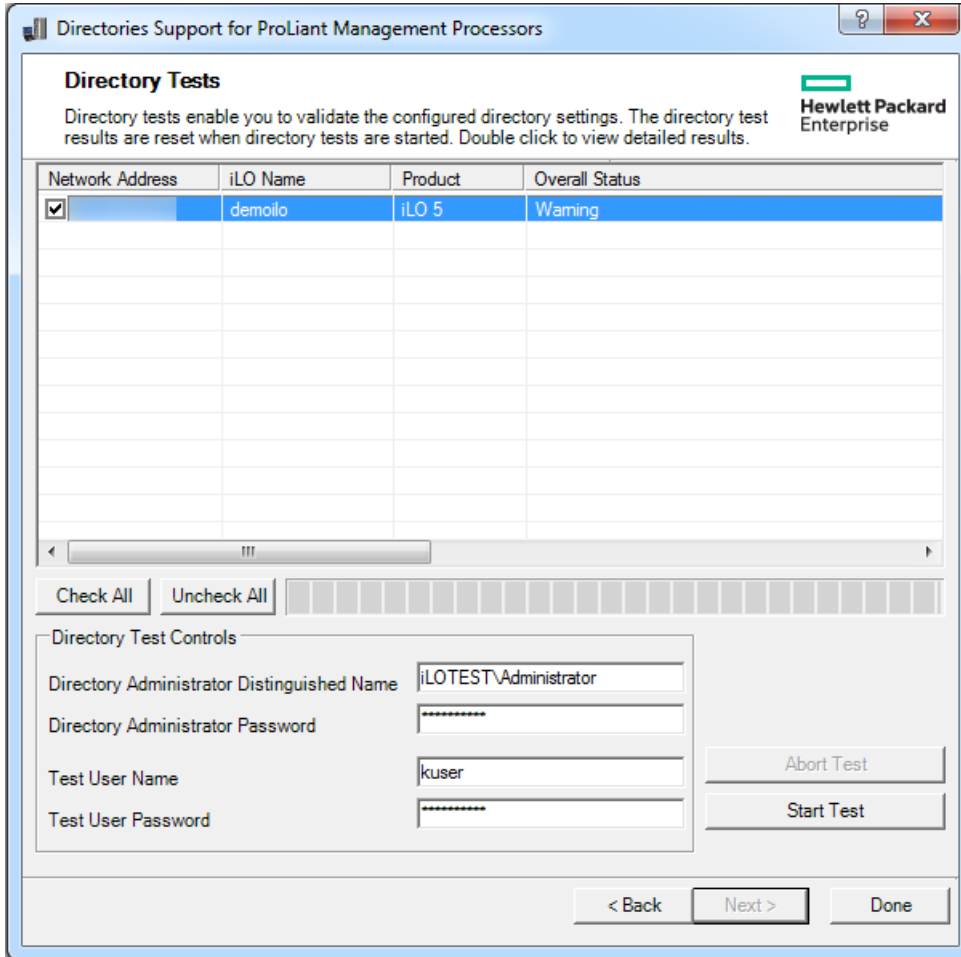 Directories Support for ProLiant Management Processors
Directory Tests
Directory tests enable you to validate the configured directory settings. The directory test
results are reset when directory tests are started. Double click to view detailed results.
Hewlett Packard
Enterprise
Network Address iLO Name Product Overall Status
demoilo iLO 5 Warning
Check All Uncheck All
Directory Test Controls
Directory Administrator Distinguished Name iLOTEST\Administrator
Directory Administrator Password **********
Test User Name kuser
Abort Test
Test User Password **********
Start Test
< Back Next > Done